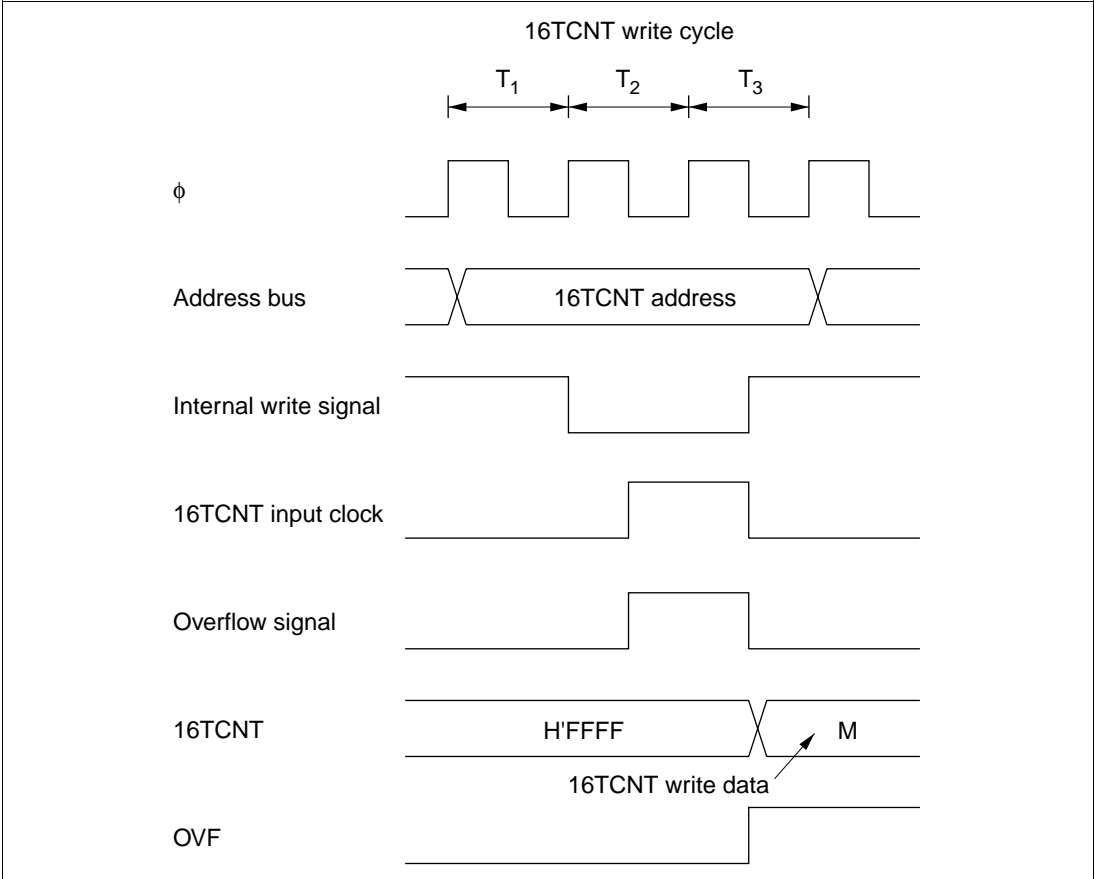 16TCNT write cycle
T1 T2 T3
φ
Address bus
16TCNT address
Internal write signal
16TCNT input clock
Overflow signal
16TCNT
H'FFFF
M
16TCNT write data
OVF